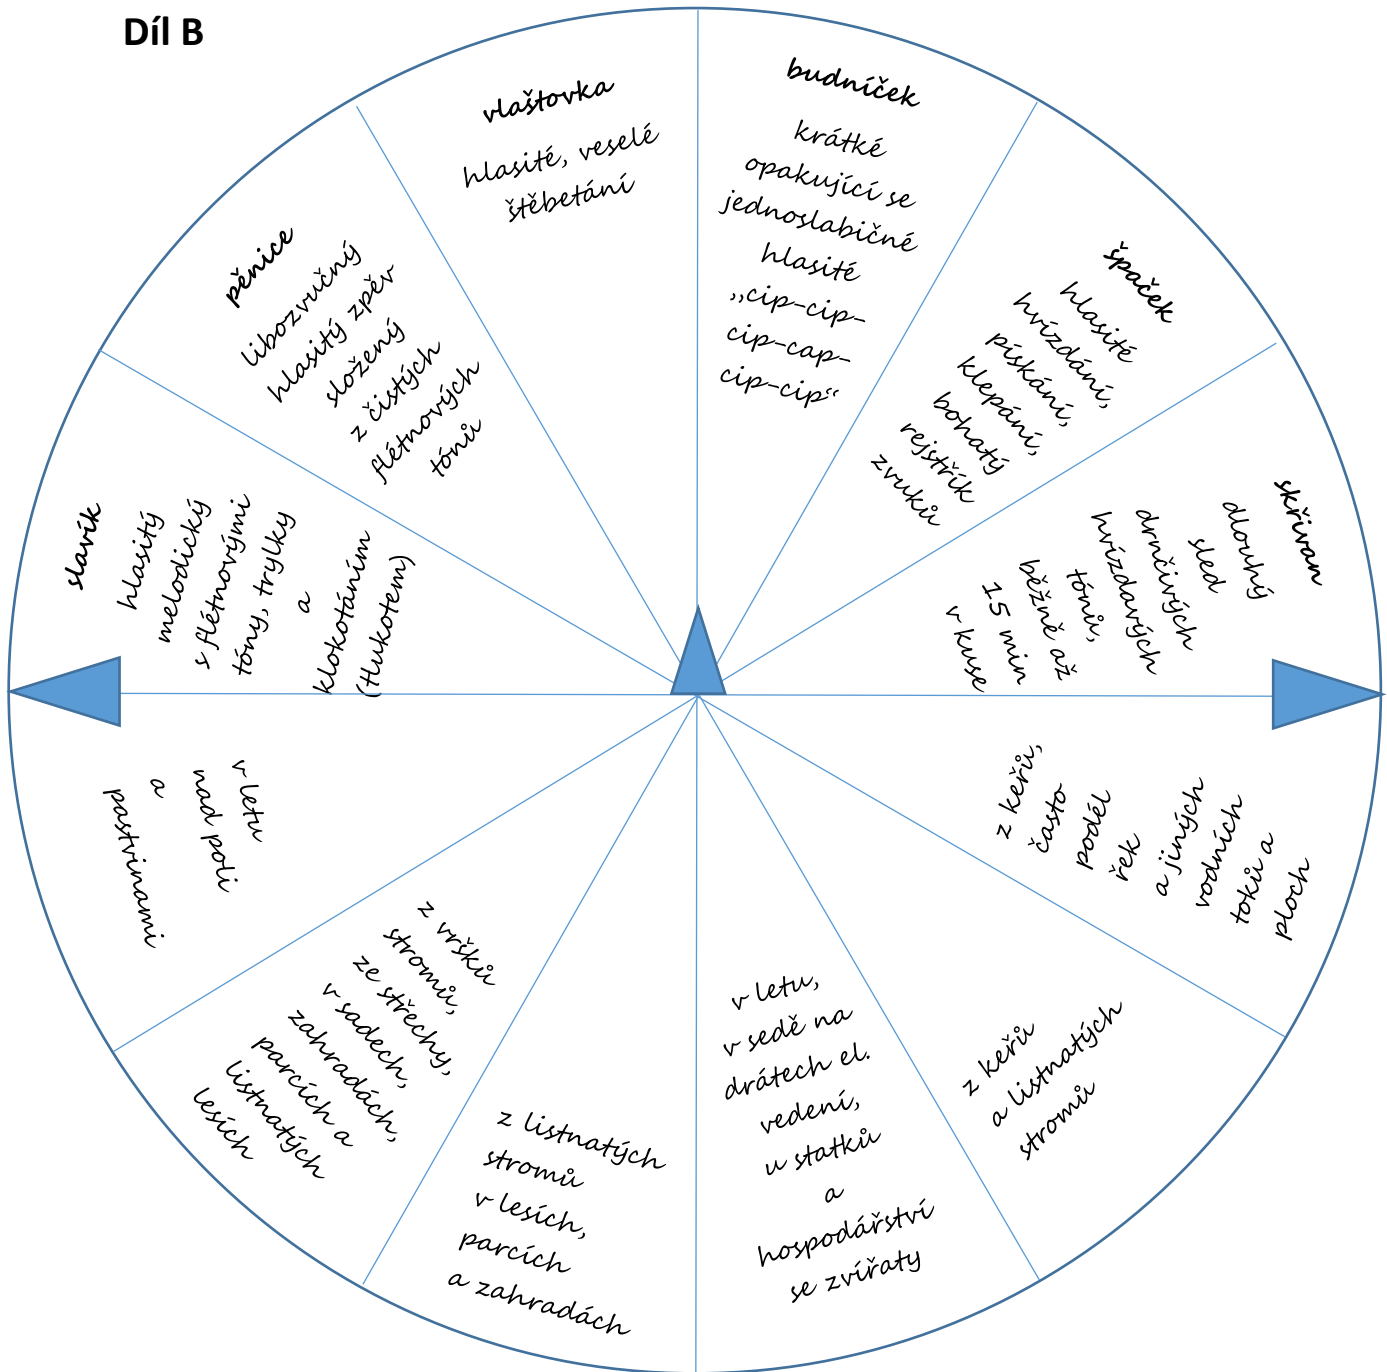 Díl B
vlaštovka
hlasité, veselé
štěbetání
budníček
krátké
opakující se
jednoslabičné
hlasité
„cip-cip-
cip-cap-
cip-cip“
špaček
hlasité
hvízdání,
pískání,
klepání,
bohatý
rejstřík
zvuků
skřivan
dlouhý
sled
drnčivých
hvízdavých
tónů,
běžně až
15 min
v kuse
z keřů,
často
podél
řek
a jiných
vodních
toků a
ploch
z keřů
a listnatých
stromů
v letu,
v sedě na
drátech el.
vedení,
u statků
a
hospodářství
se zvířaty
z listnatých
stromů
v lesích,
parcích
a zahradách
z vršků
stromů,
ze střechy,
v sadech,
zahradách,
parcích a
listnatých
lesích
v letu
nad poli
a
pastvinami
slavík
hlasitý
melodický
s flétnovými
tóny, trylky
a
klokotáním
(tlukotem)
pěnice
libozvučný
hlasitý zpěv
složený
z čistých
flétnových
tónů